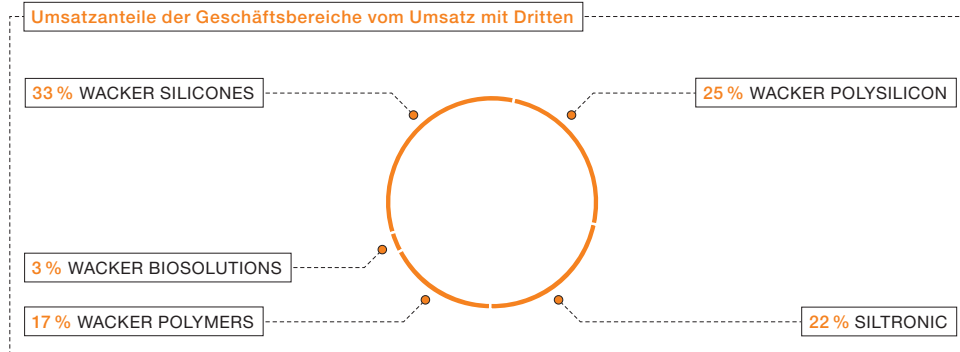 Umsatzanteile der Geschäftsbereiche vom Umsatz mit Dritten
33 % WACKER SILICONES
25 % WACKER POLYSILICON
3 % WACKER BIOSOLUTIONS
17 % WACKER POLYMERS
22 % SILTRONIC